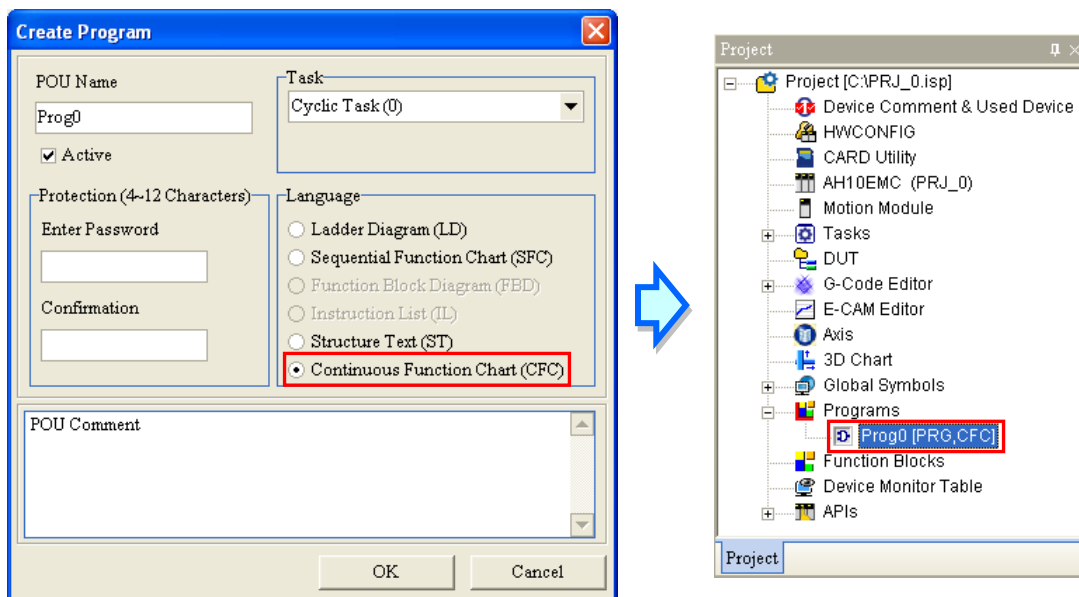 Create Program
POU Name
Prog0
Active
Task
Cyclic Task (0)
Protection (4~12 Characters)
Enter Password
Confirmation
Language
Ladder Diagram (LD)
Sequential Function Chart (SFC)
Function Block Diagram (FBD)
Instruction List (IL)
Structure Text (ST)
Continuous Function Chart (CFC)
POU Comment
OK
Cancel
Project
Project [C:\PRJ_0.isp]
Device Comment & Used Device
HWCONFIG
CARD Utility
AH10EMC (PRJ_0)
Motion Module
Tasks
DUT
G-Code Editor
E-CAM Editor
Axis
3D Chart
Global Symbols
Programs
Prog0 [PRG,CFC]
Function Blocks
Device Monitor Table
APIs
Project